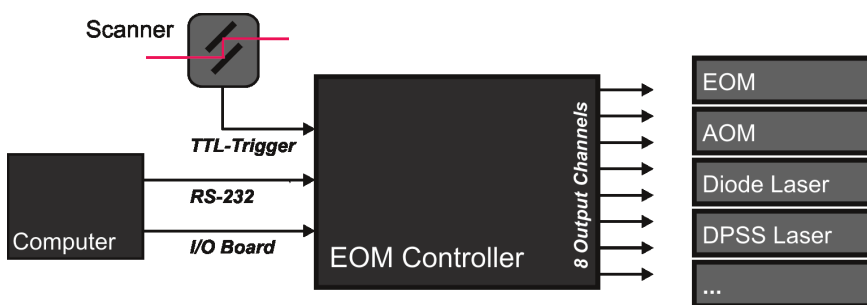 Scanner
TTL-Trigger
RS-232
I/O Board
Computer
EOM Controller
8 Output Channels
EOM
AOM
Diode Laser
DPSS Laser
...